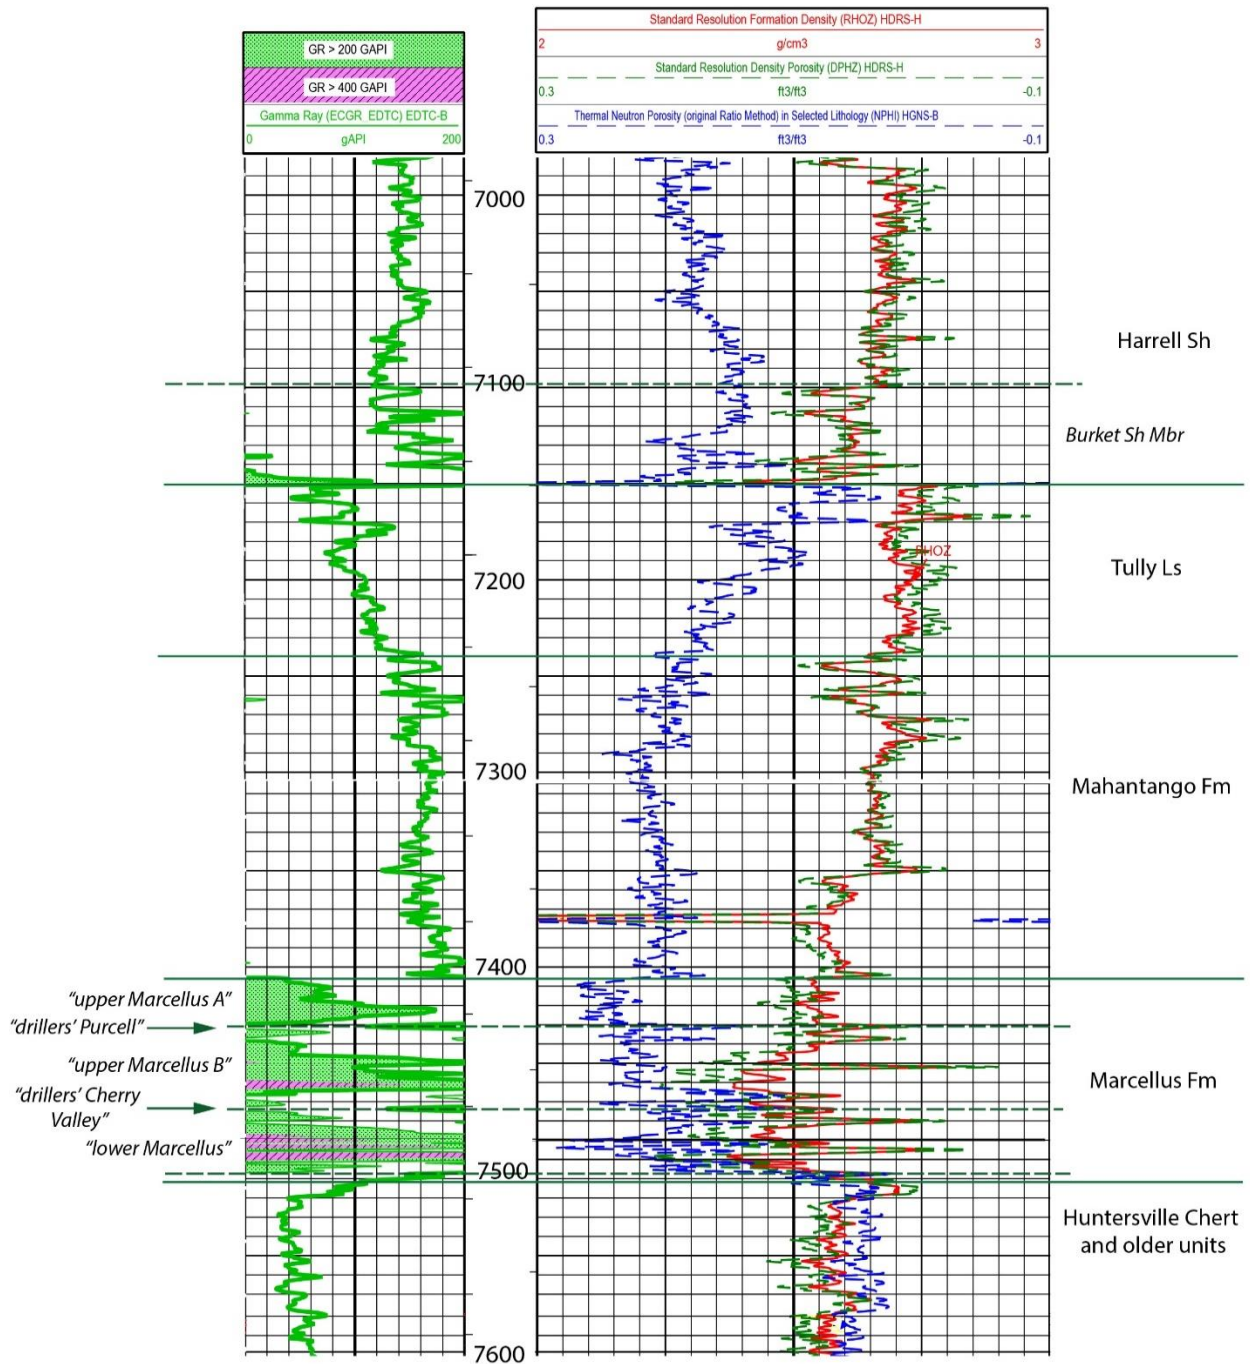 Standard Resolution Formation Density (RHOZ) HDRS-H
2 g/cm3 3
Standard Resolution Density Porosity (DPHZ) HDRS-H
0.3 ft3/ft3 -0.1
Thermal Neutron Porosity (original Ratio Method) in Selected Lithology (NPHI) HGNS-B
0.3 ft3/ft3 -0.1
GR > 200 GAPI
GR > 400 GAPI
Gamma Ray (ECGR_EDTC) EDTC-B
0 gAPI 200
7000
Harrell Sh
7100
Burket Sh Mbr
RHOZ
Tully Ls
7200
7300
Mahantango Fm
7400
"upper Marcellus A"
"drillers' Purcell"
"upper Marcellus B"
Marcellus Fm
"drillers' Cherry
Valley"
"lower Marcellus"
7500
Huntersville Chert
and older units
7600